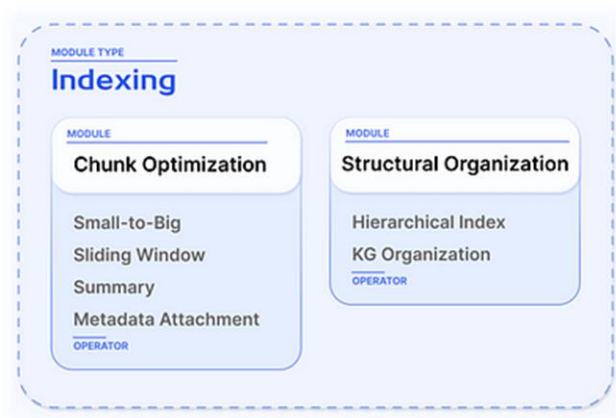 MODULE TYPE
Indexing
MODULE
Chunk Optimization
Small-to-Big
Sliding Window
Summary
Metadata Attachment
OPERATOR
MODULE
Structural Organization
Hierarchical Index
KG Organization
OPERATOR